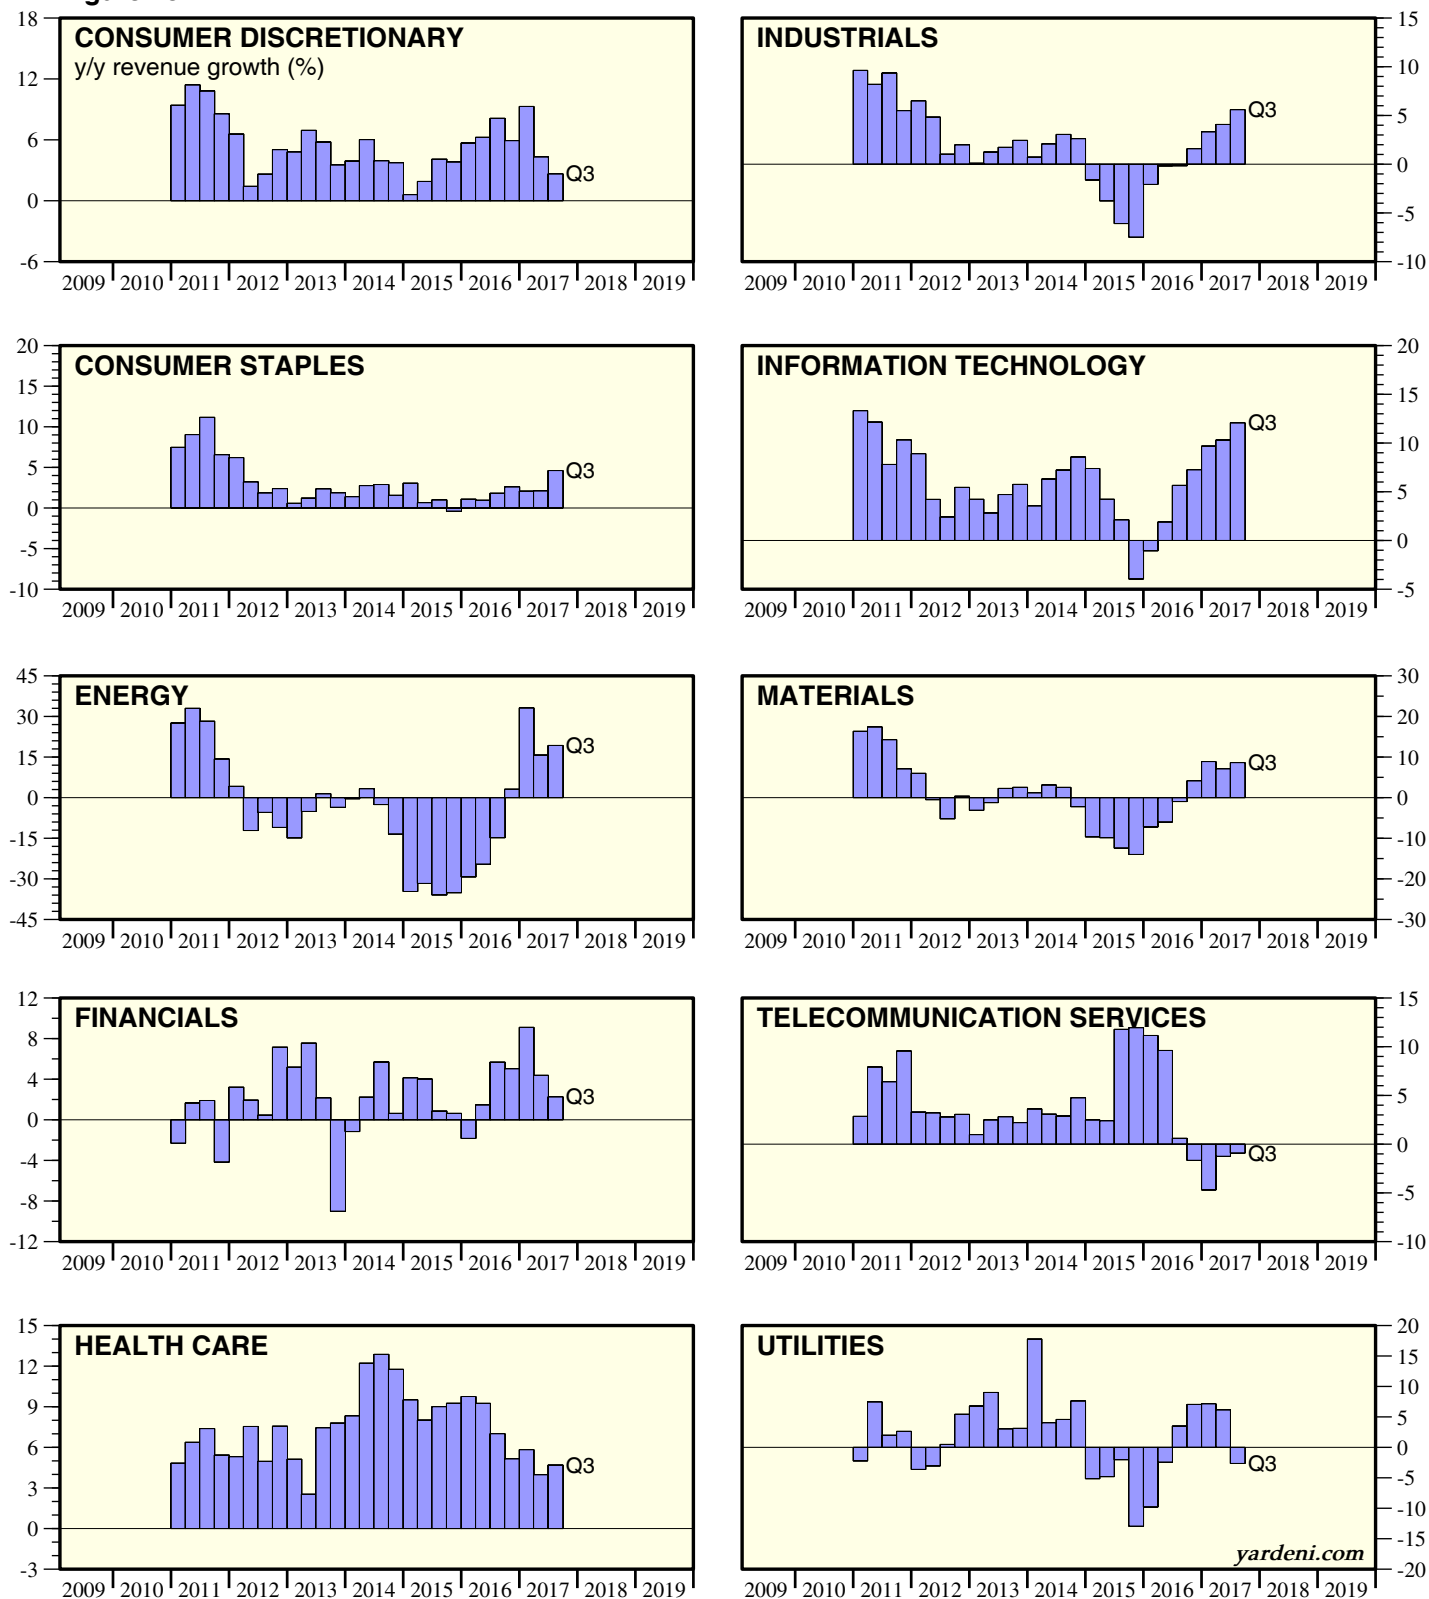 CONSUMER DISCRETIONARY
y/y revenue growth (%)
18
12
6
0
-6
Q3
2009 2010 2011 2012 2013 2014 2015 2016 2017 2018 2019
INDUSTRIALS
15
10
5
0
-5
-10
Q3
2009 2010 2011 2012 2013 2014 2015 2016 2017 2018 2019
CONSUMER STAPLES
20
15
10
5
0
-5
-10
Q3
2009 2010 2011 2012 2013 2014 2015 2016 2017 2018 2019
INFORMATION TECHNOLOGY
20
15
10
5
0
-5
Q3
2009 2010 2011 2012 2013 2014 2015 2016 2017 2018 2019
ENERGY
45
30
15
0
-15
-30
-45
Q3
2009 2010 2011 2012 2013 2014 2015 2016 2017 2018 2019
MATERIALS
30
20
10
0
-10
-20
-30
Q3
2009 2010 2011 2012 2013 2014 2015 2016 2017 2018 2019
FINANCIALS
12
8
4
0
-4
-8
-12
Q3
2009 2010 2011 2012 2013 2014 2015 2016 2017 2018 2019
TELECOMMUNICATION SERVICES
15
10
5
0
-5
-10
Q3
2009 2010 2011 2012 2013 2014 2015 2016 2017 2018 2019
HEALTH CARE
15
12
9
6
3
0
-3
Q3
2009 2010 2011 2012 2013 2014 2015 2016 2017 2018 2019
UTILITIES
20
15
10
5
0
-5
-10
-15
-20
Q3
yardeni.com
2009 2010 2011 2012 2013 2014 2015 2016 2017 2018 2019